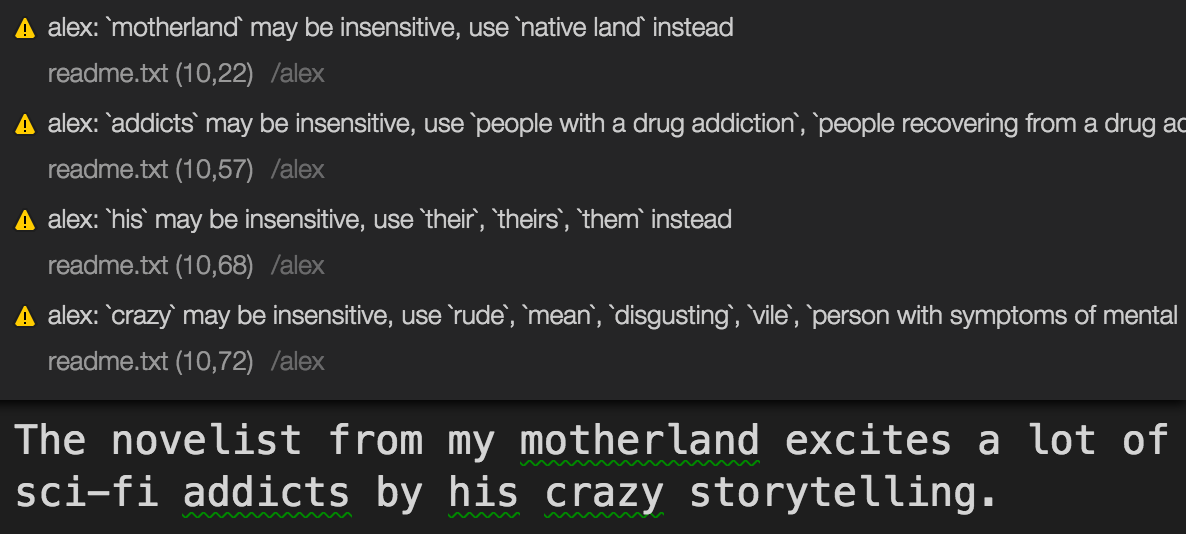 alex: `motherland` may be insensitive, use `native land` instead
readme.txt (10,22) /alex
alex: `addicts` may be insensitive, use `people with a drug addiction`, `people recovering from a drug ad
readme.txt (10,57) /alex
alex: `his` may be insensitive, use `their`, `theirs`, `them` instead
readme.txt (10,68) /alex
alex: `crazy` may be insensitive, use `rude`, `mean`, `disgusting`, `vile`, `person with symptoms of mental
readme.txt (10,72) /alex
The novelist from my motherland excites a lot of
sci-fi addicts by his crazy storytelling.